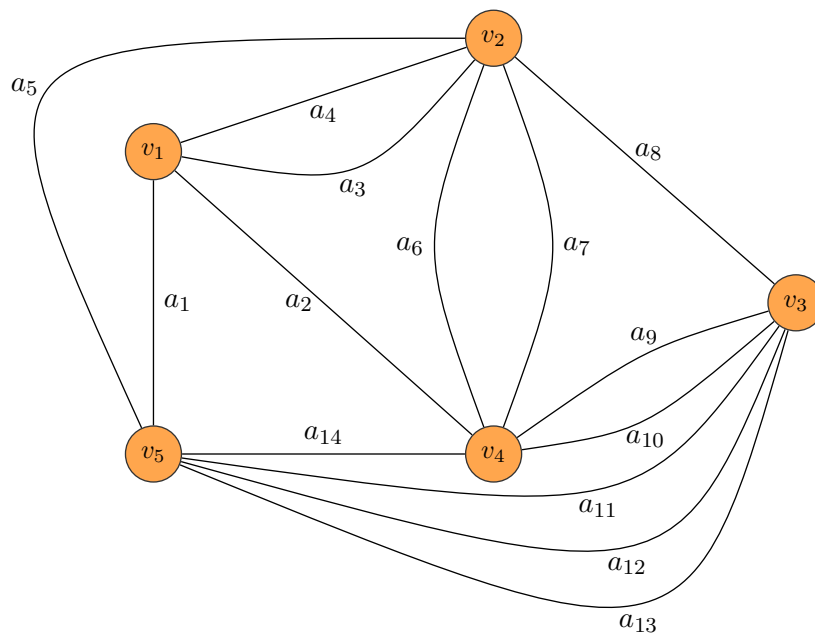 v₂
a₅
a₄
v₁
a₈
a₃
a₆
a₇
a₁
a₂
v₃
a₉
a₁₄
a₁₀
v₅
v₄
a₁₁
a₁₂
a₁₃